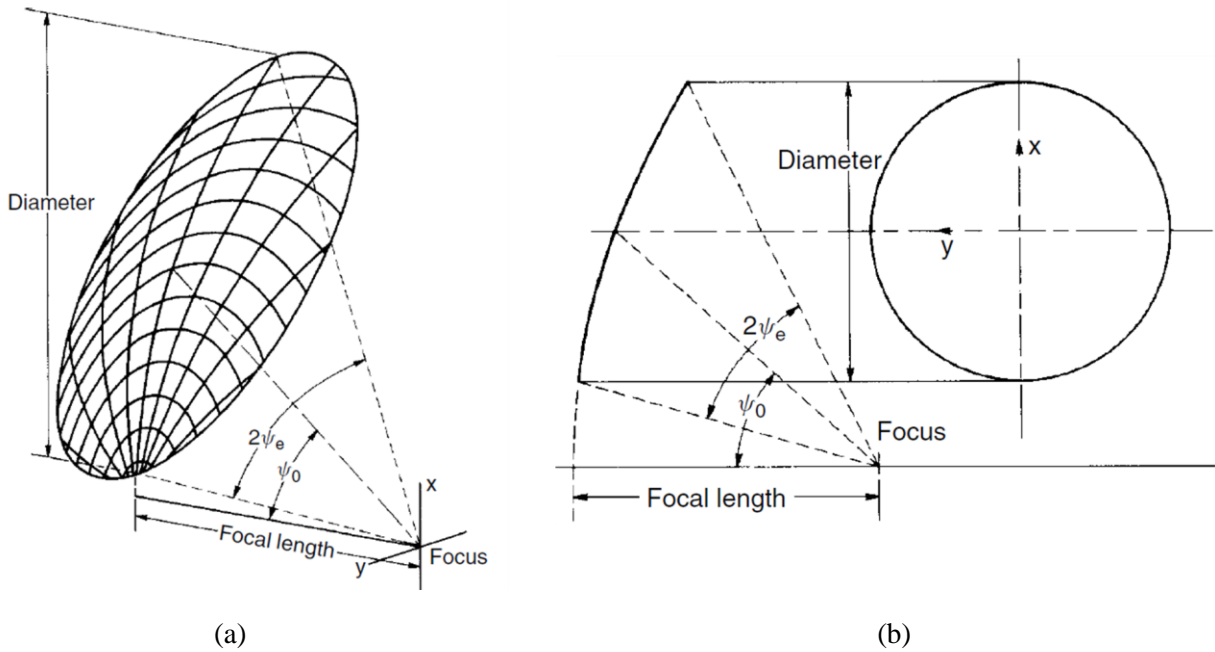 Diameter
2ψe
ψ0
x
Focal length
Focus
y
(a)
Diameter
x
y
2ψe
ψ0
Focus
Focal length
(b)